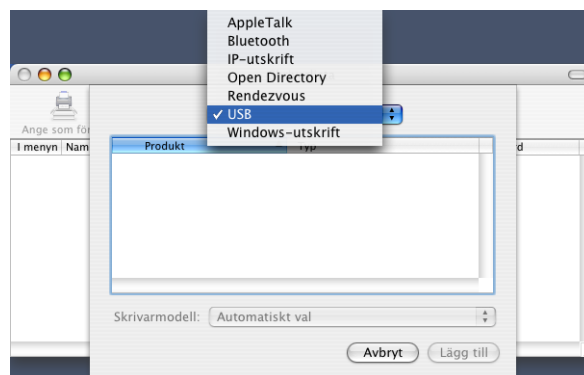 AppleTalk
Bluetooth
IP-utskrift
Open Directory
Rendezvous
✓ USB
Windows-utskrift
Ange som för
I menyn Nam
Produkt Typ
d
Skrivarmodell: Automatiskt val
Avbryt Lägg till